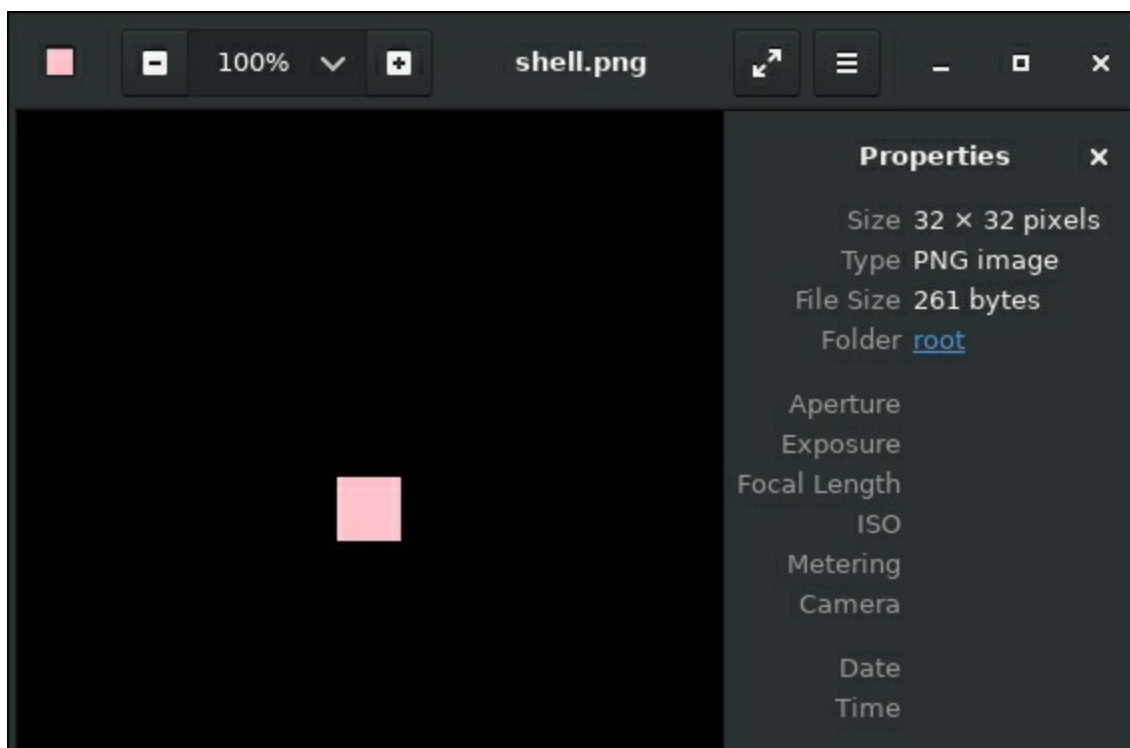 100% shell.png
Properties
Size 32 × 32 pixels
Type PNG image
File Size 261 bytes
Folder root
Aperture
Exposure
Focal Length
ISO
Metering
Camera
Date
Time